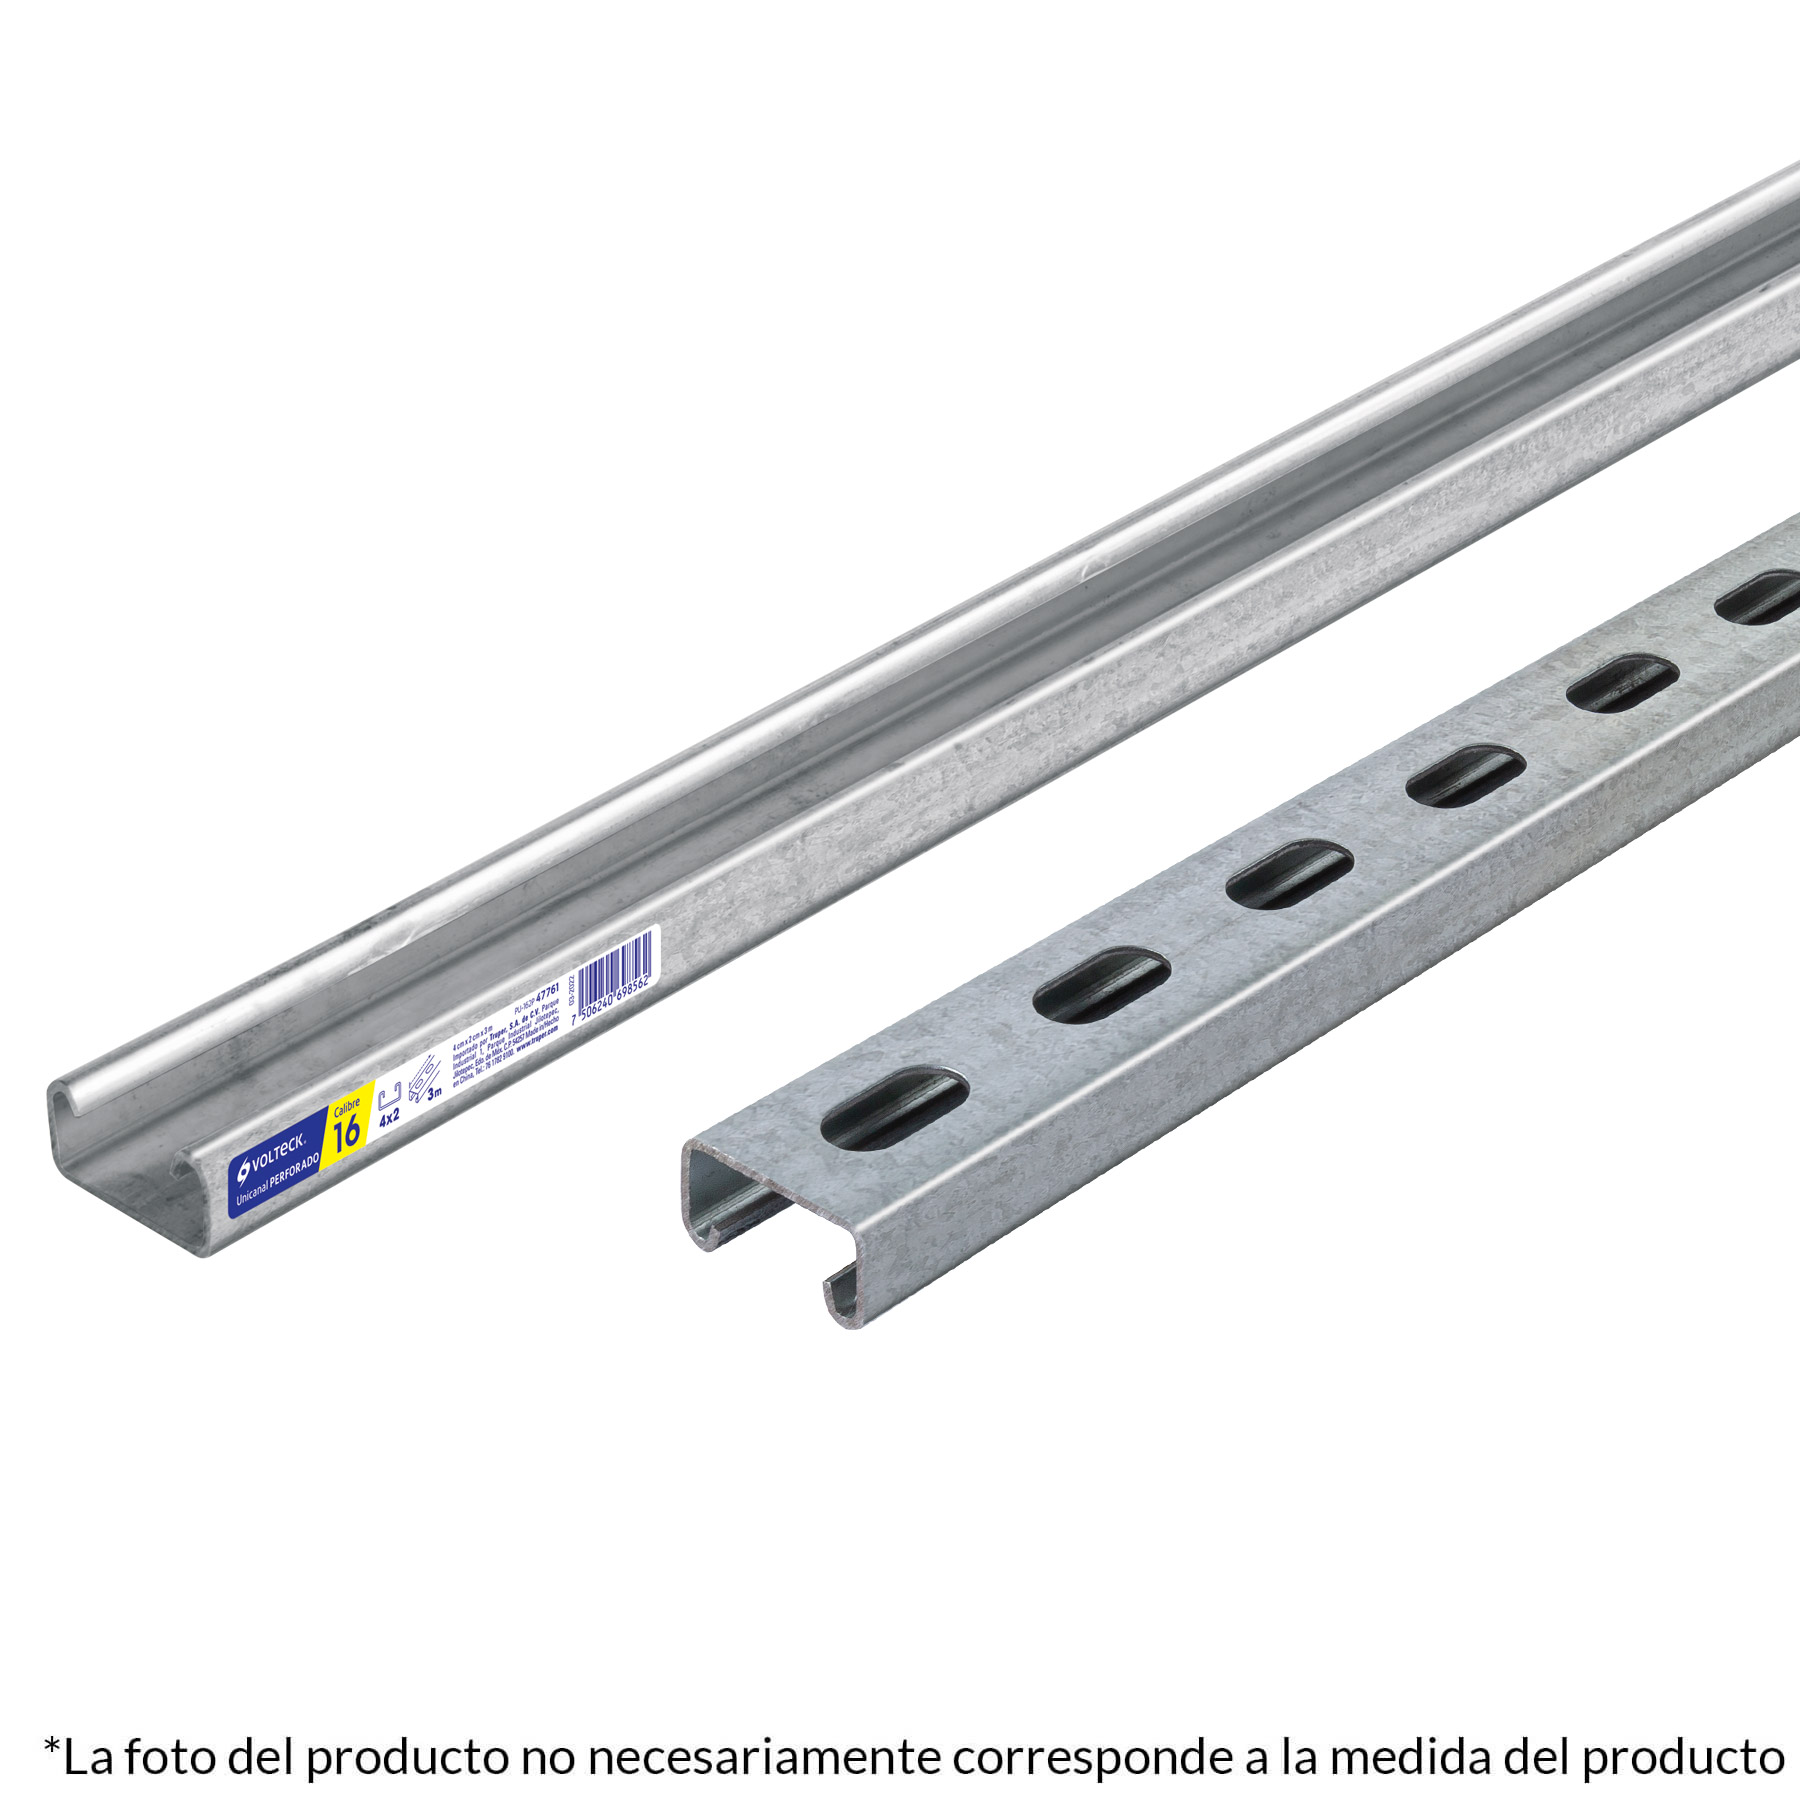 VOLTECK.
Unicanal PERFORADO
Calibre
16
4x2
3m
PU-162P 47761
4 cm x 2 cm x 3 m
Importado por Truper, S.A. de C.V. Parque
Industrial 1, Parque Industrial Jilotepec,
Jilotepec, Edo. de Méx. C.P. 54257 Made in/Hecho
en China, Tel.: 76 1782 9100, www.truper.com
03-2022
7 506240 698562
*La foto del producto no necesariamente corresponde a la medida del producto